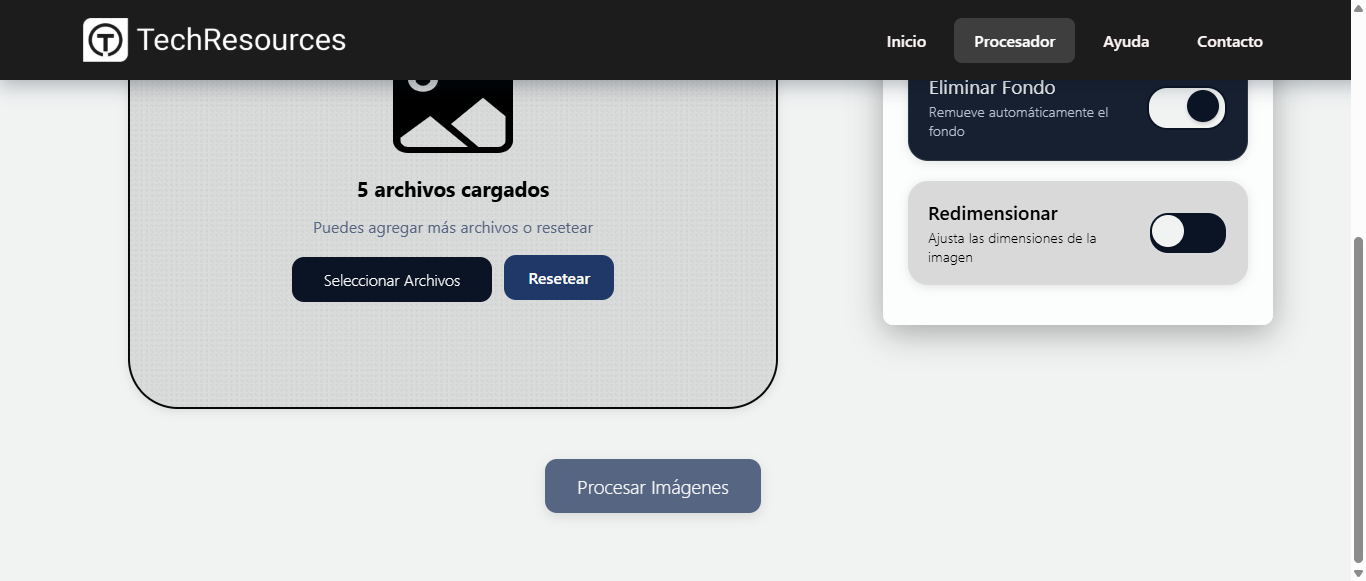 TechResources
Inicio
Procesador
Ayuda
Contacto
5 archivos cargados
Puedes agregar más archivos o resetear
Seleccionar Archivos
Resetear
Eliminar Fondo
Remueve automáticamente el
fondo
Redimensionar
Ajusta las dimensiones de la
imagen
Procesar Imágenes